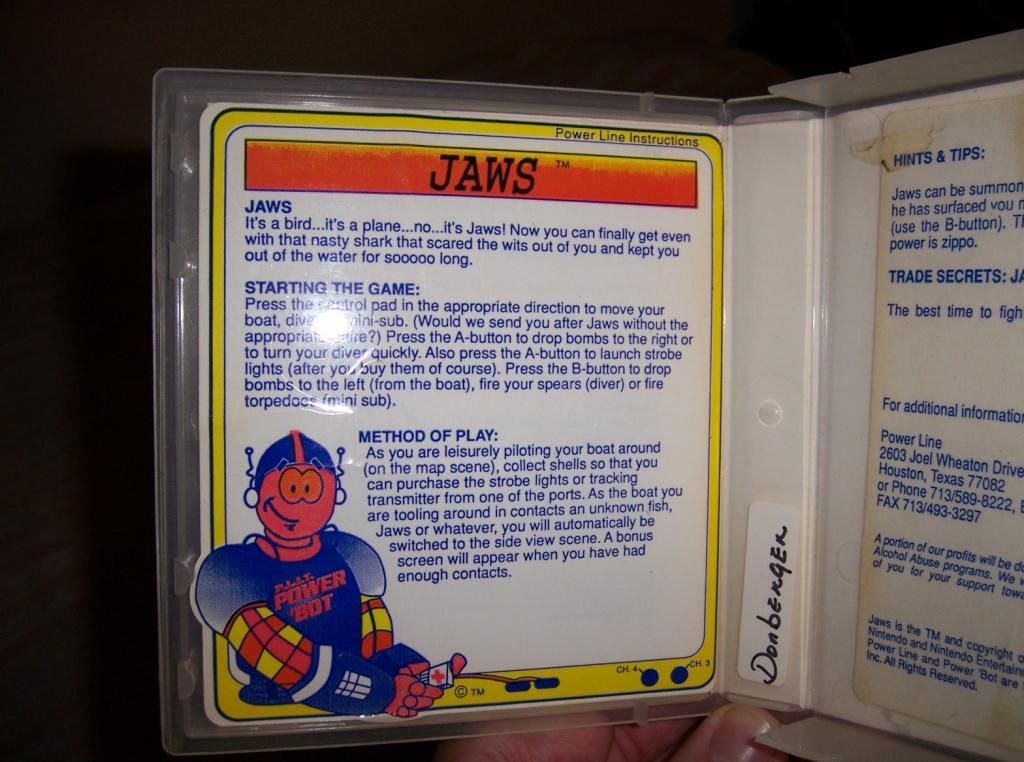 Power Line Instructions
JAWS ™
JAWS
It's a bird...it's a plane...no...it's Jaws! Now you can finally get even
with that nasty shark that scared the wits out of you and kept you
out of the water for sooooo long.
STARTING THE GAME:
Press the control pad in the appropriate direction to move your
boat, diver mini-sub. (Would we send you after Jaws without the
appropriate fire?) Press the A-button to drop bombs to the right or
to turn your diver quickly. Also press the A-button to launch strobe
lights (after you buy them of course). Press the B-button to drop
bombs to the left (from the boat), fire your spears (diver) or fire
torpedoes (mini sub).
METHOD OF PLAY:
As you are leisurely piloting your boat around
(on the map scene), collect shells so that you
can purchase the strobe lights or tracking
transmitter from one of the ports. As the boat you
are tooling around in contacts an unknown fish,
Jaws or whatever, you will automatically be
switched to the side view scene. A bonus
screen will appear when you have had
enough contacts.
POWER
'BOT
© TM
CH. 4
CH. 3
Donberger
HINTS & TIPS:
Jaws can be summon
he has surfaced you
(use the B-button). Th
power is zippo.
TRADE SECRETS: JA
The best time to figh
For additional information
Power Line
2603 Joel Wheaton Drive
Houston, Texas 77082
or Phone 713/589-8222, E
FAX 713/493-3297
A portion of our profits will be do
Alcohol Abuse programs. We w
of you for your support towa
Jaws is the TM and copyright o
Nintendo and Nintendo Entertain
Power Line and Power 'Bot are
Inc. All Rights Reserved.